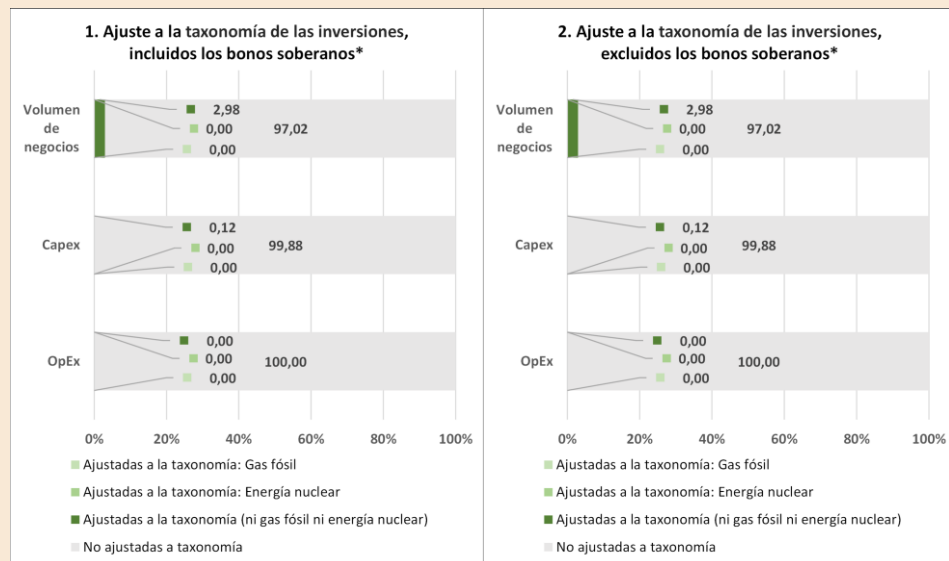 1. Ajuste a la taxonomía de las inversiones,
incluidos los bonos soberanos*
Volumen
de
negocios
2,98
0,00
0,00
97,02
Capex
0,12
0,00
0,00
99,88
OpEx
0,00
0,00
0,00
100,00
0% 20% 40% 60% 80% 100%
Ajustadas a la taxonomía: Gas fósil
Ajustadas a la taxonomía: Energía nuclear
Ajustadas a la taxonomía (ni gas fósil ni energía nuclear)
No ajustadas a taxonomía
2. Ajuste a la taxonomía de las inversiones,
excluidos los bonos soberanos*
Volumen
de
negocios
2,98
0,00
0,00
97,02
Capex
0,12
0,00
0,00
99,88
OpEx
0,00
0,00
0,00
100,00
0% 20% 40% 60% 80% 100%
Ajustadas a la taxonomía: Gas fósil
Ajustadas a la taxonomía: Energía nuclear
Ajustadas a la taxonomía (ni gas fósil ni energía nuclear)
No ajustadas a taxonomía